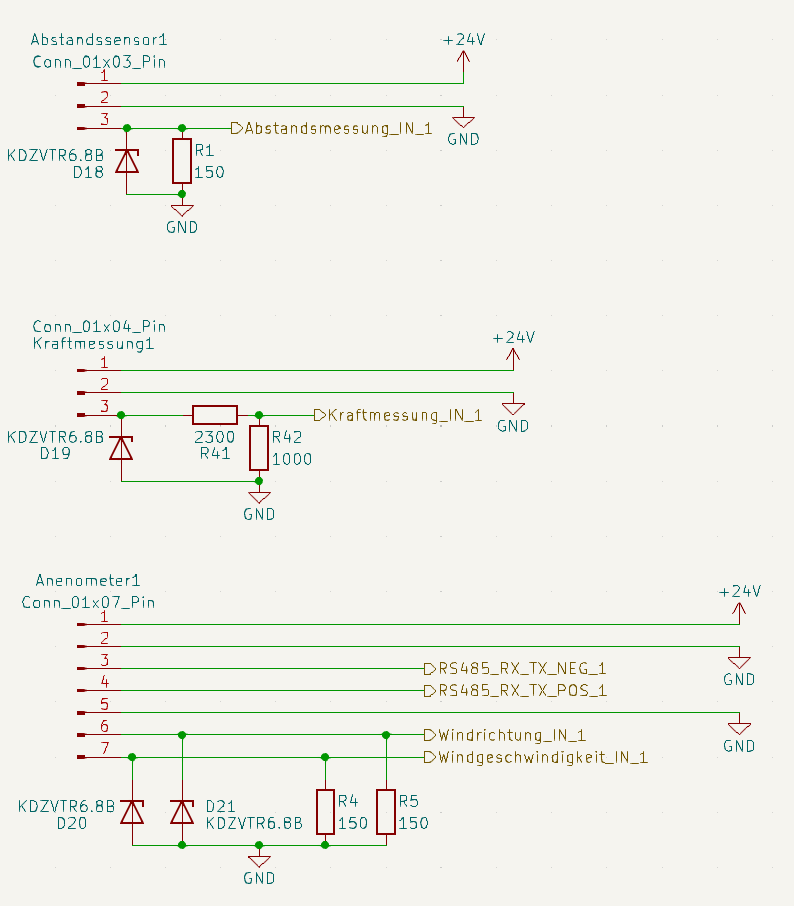 Abstandssensor1
Conn_01x03_Pin
+24V
1
2
3
Abstandsmessung_IN_1
GND
KDZVTR6.8B
D18
R1
150
GND
Conn_01x04_Pin
Kraftmessung1
+24V
1
2
3
Kraftmessung_IN_1
GND
KDZVTR6.8B
D19
2300
R41
R42
1000
GND
Anenometer1
Conn_01x07_Pin
+24V
1
2
3
RS485_RX_TX_NEG_1
GND
4
RS485_RX_TX_POS_1
5
6
Windrichtung_IN_1
GND
7
Windgeschwindigkeit_IN_1
KDZVTR6.8B
D20
D21
KDZVTR6.8B
R4
150
R5
150
GND